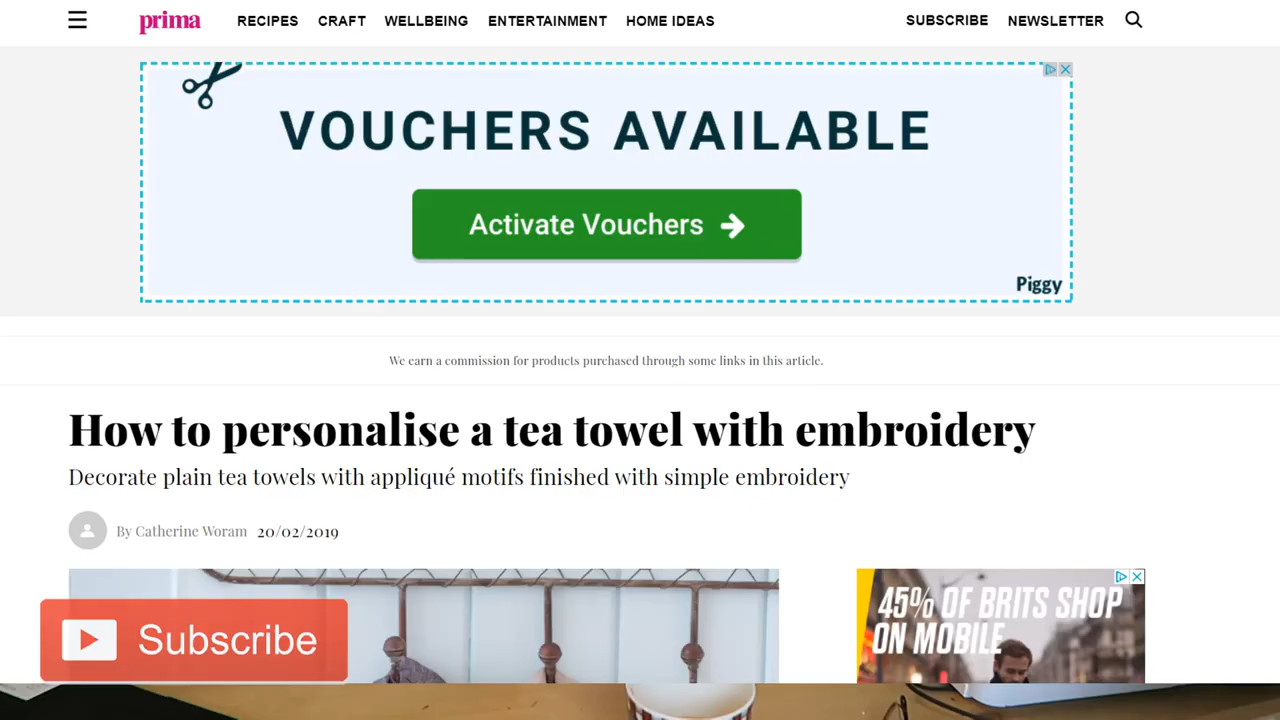 prima RECIPES CRAFT WELLBEING ENTERTAINMENT HOME IDEAS SUBSCRIBE NEWSLETTER
VOUCHERS AVAILABLE
Activate Vouchers
Piggy
We earn a commission for products purchased through some links in this article.
How to personalise a tea towel with embroidery
Decorate plain tea towels with appliqué motifs finished with simple embroidery
By Catherine Woram 20/02/2019
45% OF BRITS SHOP
ON MOBILE
Subscribe